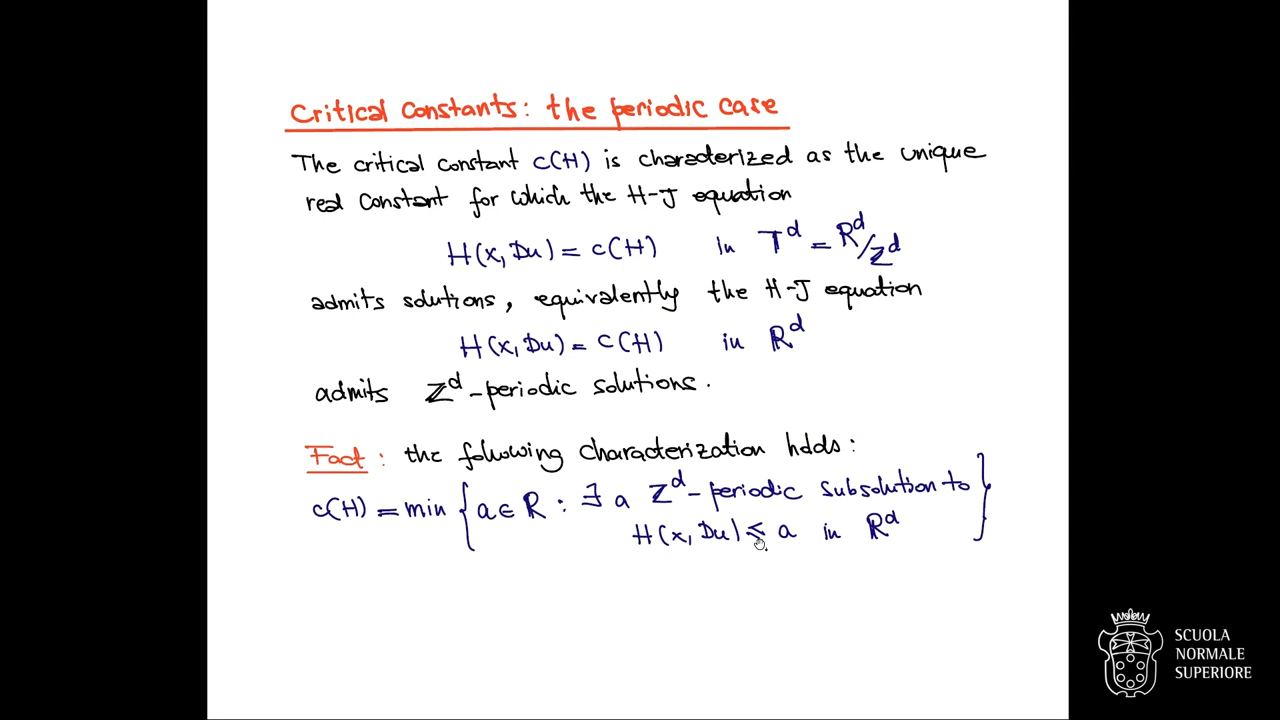 Critical Constants: the periodic case
The critical constant c(H) is characterized as the unique
real constant for which the H-J equation
H(x, Du) = c(H) in T^d = R^d/Z^d
admits solutions, equivalently the H-J equation
H(x, Du) = c(H) in R^d
admits Z^d-periodic solutions.
Fact: the following characterization holds:
c(H) = min { a ∈ R : ∃ a Z^d-periodic subsolution to
H(x, Du) ≤ a in R^d }
SCUOLA
NORMALE
SUPERIORE